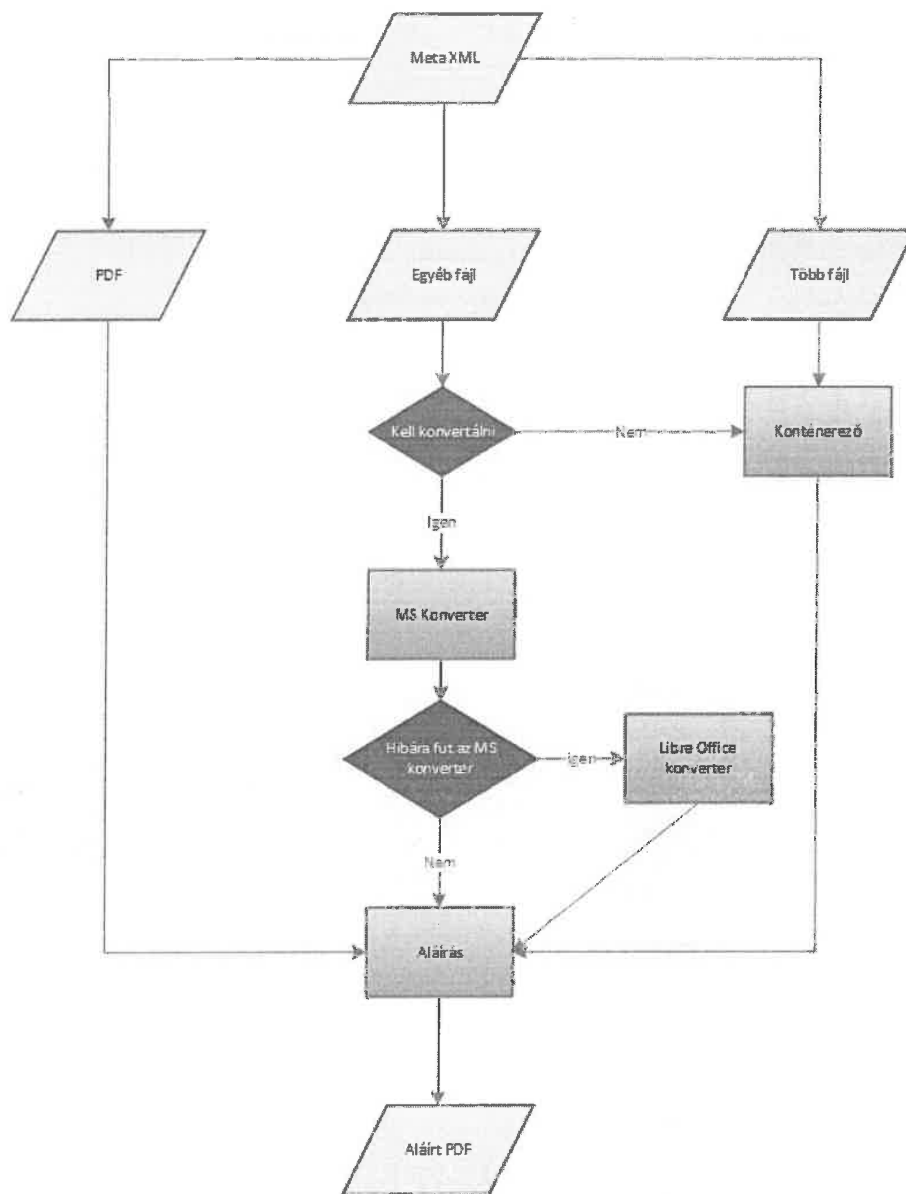 Meta XML
PDF
Egyéb fájl
Több fájl
Kell konvertálni
Nem
Konténerező
Igen
MS Konverter
Hibára fut az MS
konverter
Igen
Libre Office
konverter
Nem
Aláírás
Aláírt PDF